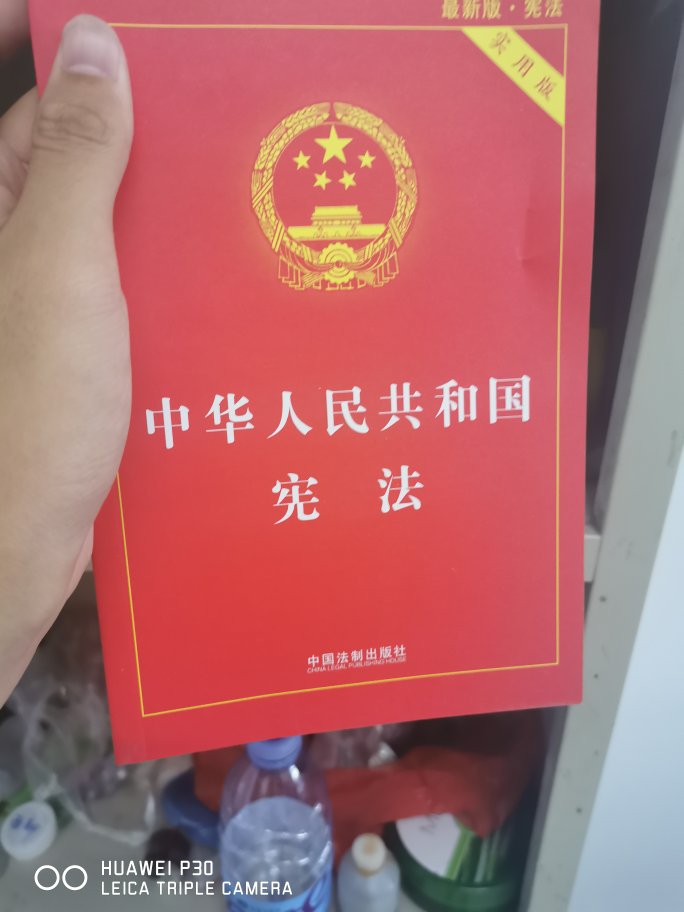 最新版·宪法
实用版
中华人民共和国
宪法
中国法制出版社
CHINA LEGAL PUBLISHING HOUSE
HUAWEI P30
LEICA TRIPLE CAMERA